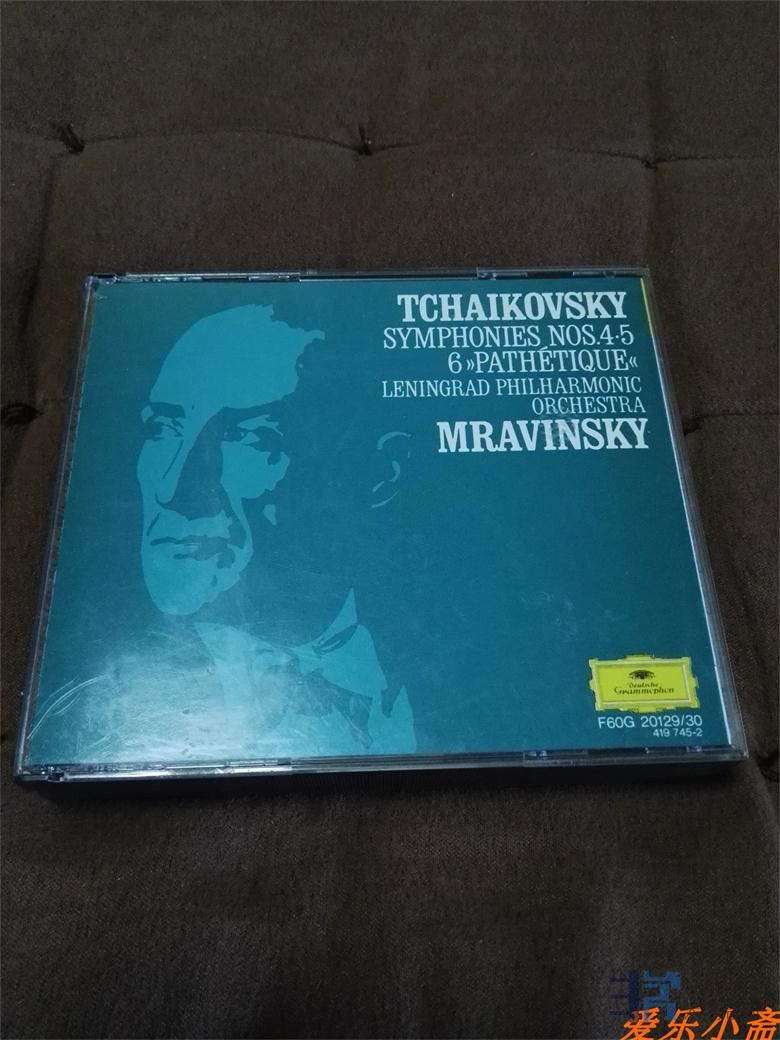 TCHAIKOVSKY
SYMPHONIES NOS.4·5
6 »PATHÉTIQUE«
LENINGRAD PHILHARMONIC
ORCHESTRA
MRAVINSKY
Deutsche
Grammophon
F60G 20129/30
419 745-2
爱乐小斋